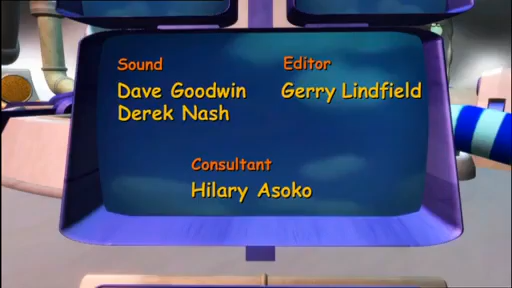 Sound
Dave Goodwin
Derek Nash
Editor
Gerry Lindfield
Consultant
Hilary Asoko